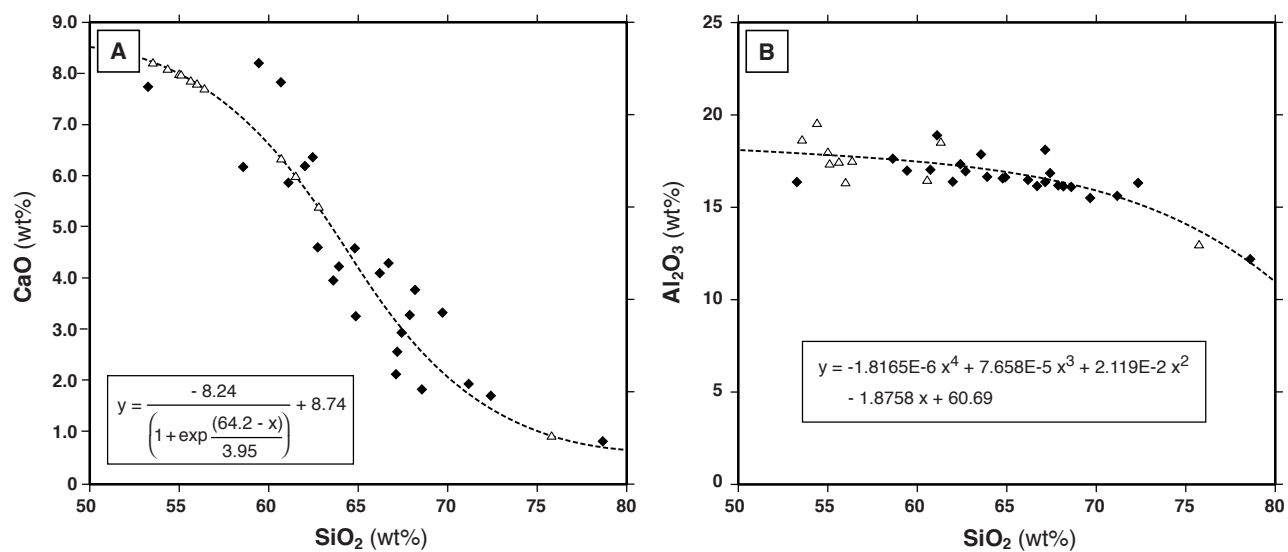 A
9.0
8.0
7.0
6.0
5.0
4.0
3.0
2.0
1.0
0
CaO (wt%)
y = - 8.24 / (1 + exp (64.2 - x) / 3.95) + 8.74
50 55 60 65 70 75 80
SiO₂ (wt%)
B
25
20
15
10
5
0
Al₂O₃ (wt%)
y = -1.8165E-6 x⁴ + 7.658E-5 x³ + 2.119E-2 x²
- 1.8758 x + 60.69
50 55 60 65 70 75 80
SiO₂ (wt%)